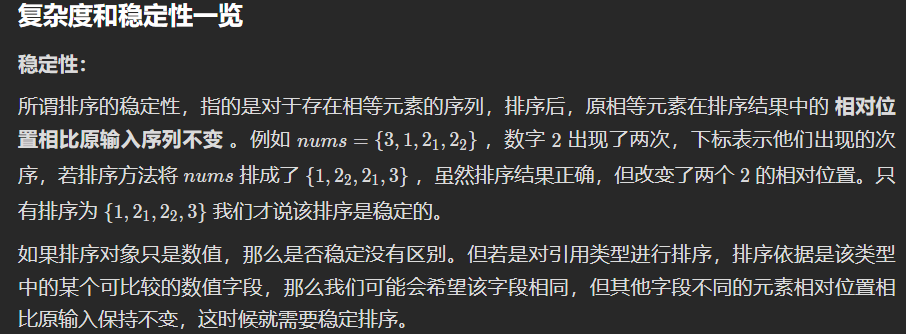 复杂度和稳定性一览
稳定性：
所谓排序的稳定性，指的是对于存在相等元素的序列，排序后，原相等元素在排序结果中的 相对位
置相比原输入序列不变 。例如 nums = {3, 1, 2₁, 2₂} ，数字 2 出现了两次，下标表示他们出现的次
序，若排序方法将 nums 排成了 {1, 2₂, 2₁, 3} ，虽然排序结果正确，但改变了两个 2 的相对位置。只
有排序为 {1, 2₁, 2₂, 3} 我们才说该排序是稳定的。
如果排序对象只是数值，那么是否稳定没有区别。但若是对引用类型进行排序，排序依据是该类型
中的某个可比较的数值字段，那么我们可能会希望该字段相同，但其他字段不同的元素相对位置相
比原输入保持不变，这时候就需要稳定排序。